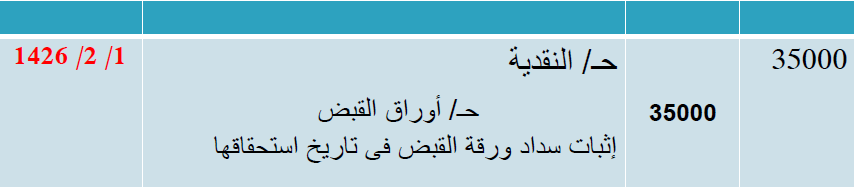 35000
حـ/ النقدية
1/ 2/ 1426
35000
حـ/ أوراق القبض
إثبات سداد ورقة القبض فى تاريخ استحقاقها